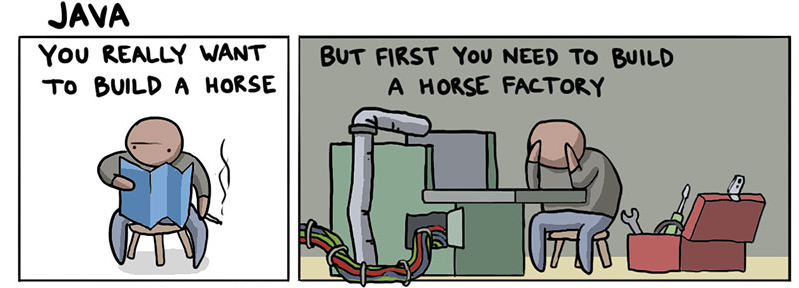 JAVA
YOU REALLY WANT
TO BUILD A HORSE
BUT FIRST YOU NEED TO BUILD
A HORSE FACTORY